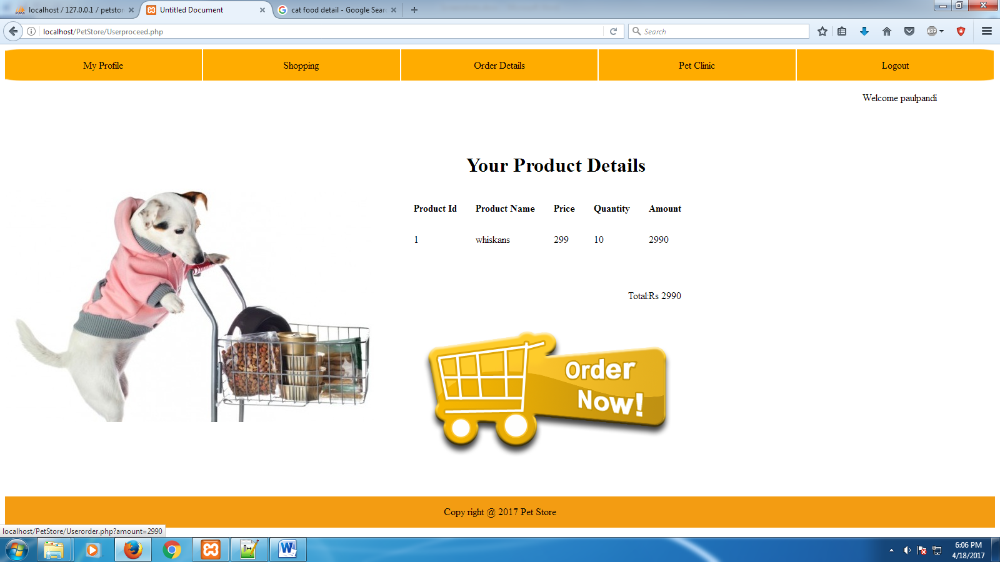 PMA localhost / 127.0.0.1 / petstor
Untitled Document
cat food detail - Google Sear
localhost/PetStore/Userproceed.php
Search
ABP
My Profile
Shopping
Order Details
Pet Clinic
Logout
Welcome paulpandi
Your Product Details
Product Id Product Name Price Quantity Amount
1 whiskans 299 10 2990
Total:Rs 2990
Order
Now!
Copy right @ 2017 Pet Store
localhost/PetStore/Userorder.php?amount=2990
6:06 PM
4/18/2017